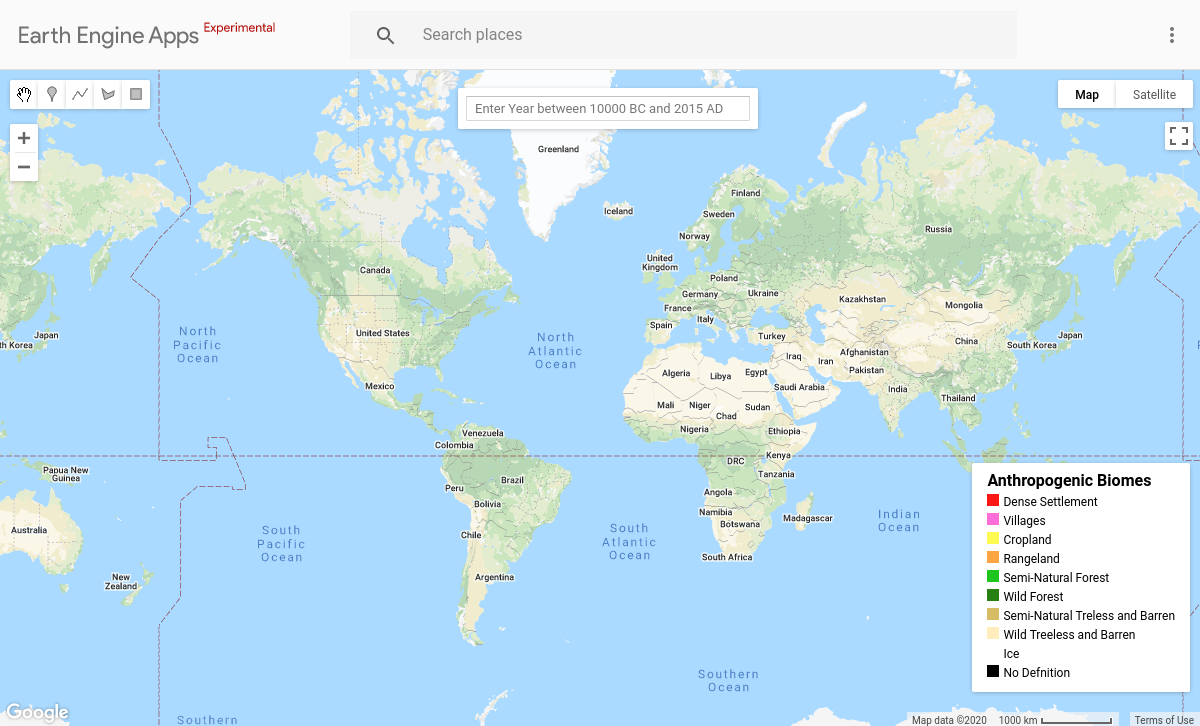 Earth Engine Apps Experimental
Search places
Enter Year between 10000 BC and 2015 AD
Map
Satellite
+
−
Greenland
Iceland
Finland
Sweden
Norway
Russia
United
Kingdom
Poland
Germany
Ukraine
France
Italy
Spain
Turkey
Kazakhstan
Mongolia
Canada
United States
Mexico
North
Pacific
Ocean
North
Atlantic
Ocean
Japan
th Korea
Iraq
Iran
Afghanistan
Pakistan
China
South Korea
Japan
Algeria
Libya
Egypt
Saudi Arabia
India
Thailand
Mali
Niger
Chad
Sudan
Nigeria
Ethiopia
Venezuela
Colombia
DRC
Kenya
Tanzania
Papua New
Guinea
Peru
Brazil
Bolivia
Angola
Namibia
Botswana
Madagascar
Indian
Ocean
Australia
South
Pacific
Ocean
Chile
South
Atlantic
Ocean
South Africa
New
Zealand
Argentina
Southern
Ocean
Southern
Anthropogenic Biomes
Dense Settlement
Villages
Cropland
Rangeland
Semi-Natural Forest
Wild Forest
Semi-Natural Treless and Barren
Wild Treeless and Barren
Ice
No Defnition
Google
Map data ©2020
1000 km
Terms of Use